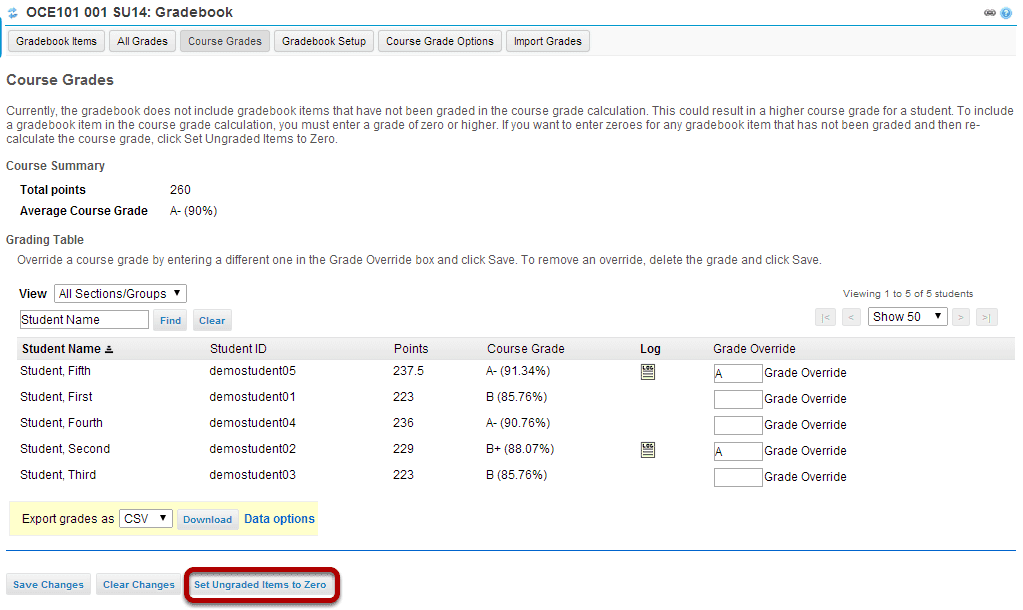 OCE101 001 SU14: Gradebook
Gradebook Items All Grades Course Grades Gradebook Setup Course Grade Options Import Grades
Course Grades
Currently, the gradebook does not include gradebook items that have not been graded in the course grade calculation. This could result in a higher course grade for a student. To include
a gradebook item in the course grade calculation, you must enter a grade of zero or higher. If you want to enter zeroes for any gradebook item that has not been graded and then re-
calculate the course grade, click Set Ungraded Items to Zero.
Course Summary
Total points 260
Average Course Grade A- (90%)
Grading Table
Override a course grade by entering a different one in the Grade Override box and click Save. To remove an override, delete the grade and click Save.
View All Sections/Groups
Viewing 1 to 5 of 5 students
Student Name Find Clear |< < Show 50 > >|
Student Name Student ID Points Course Grade Log Grade Override
Student, Fifth demostudent05 237.5 A- (91.34%) LOG A Grade Override
Student, First demostudent01 223 B (85.76%) Grade Override
Student, Fourth demostudent04 236 A- (90.76%) Grade Override
Student, Second demostudent02 229 B+ (88.07%) LOG A Grade Override
Student, Third demostudent03 223 B (85.76%) Grade Override
Export grades as CSV Download Data options
Save Changes Clear Changes Set Ungraded Items to Zero